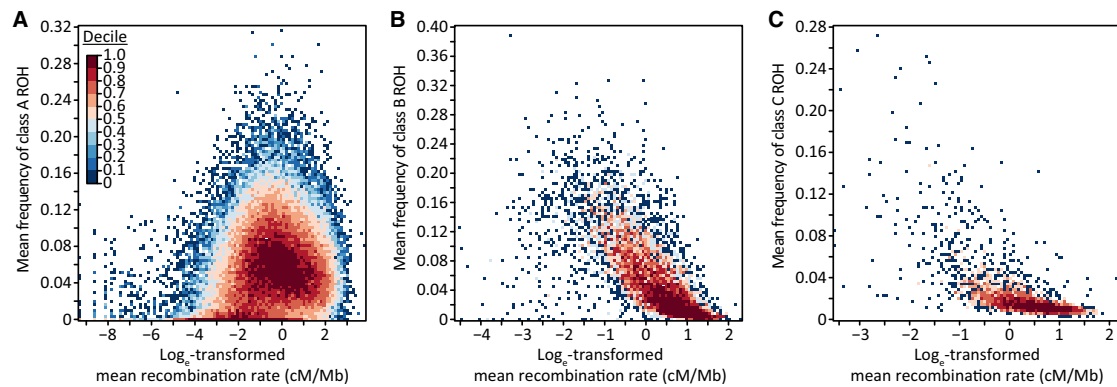 A
Decile
1.0
0.9
0.8
0.7
0.6
0.5
0.4
0.3
0.2
0.1
0
0.32
0.28
0.24
0.20
0.16
0.12
0.08
0.04
0
Mean frequency of class A ROH
−8 −6 −4 −2 0 2
Logₑ-transformed
mean recombination rate (cM/Mb)
B
0.40
0.36
0.32
0.28
0.24
0.20
0.16
0.12
0.08
0.04
0
Mean frequency of class B ROH
−4 −3 −2 −1 0 1 2
Logₑ-transformed
mean recombination rate (cM/Mb)
C
0.28
0.24
0.20
0.16
0.12
0.08
0.04
0
Mean frequency of class C ROH
−3 −2 −1 0 1 2
Logₑ-transformed
mean recombination rate (cM/Mb)